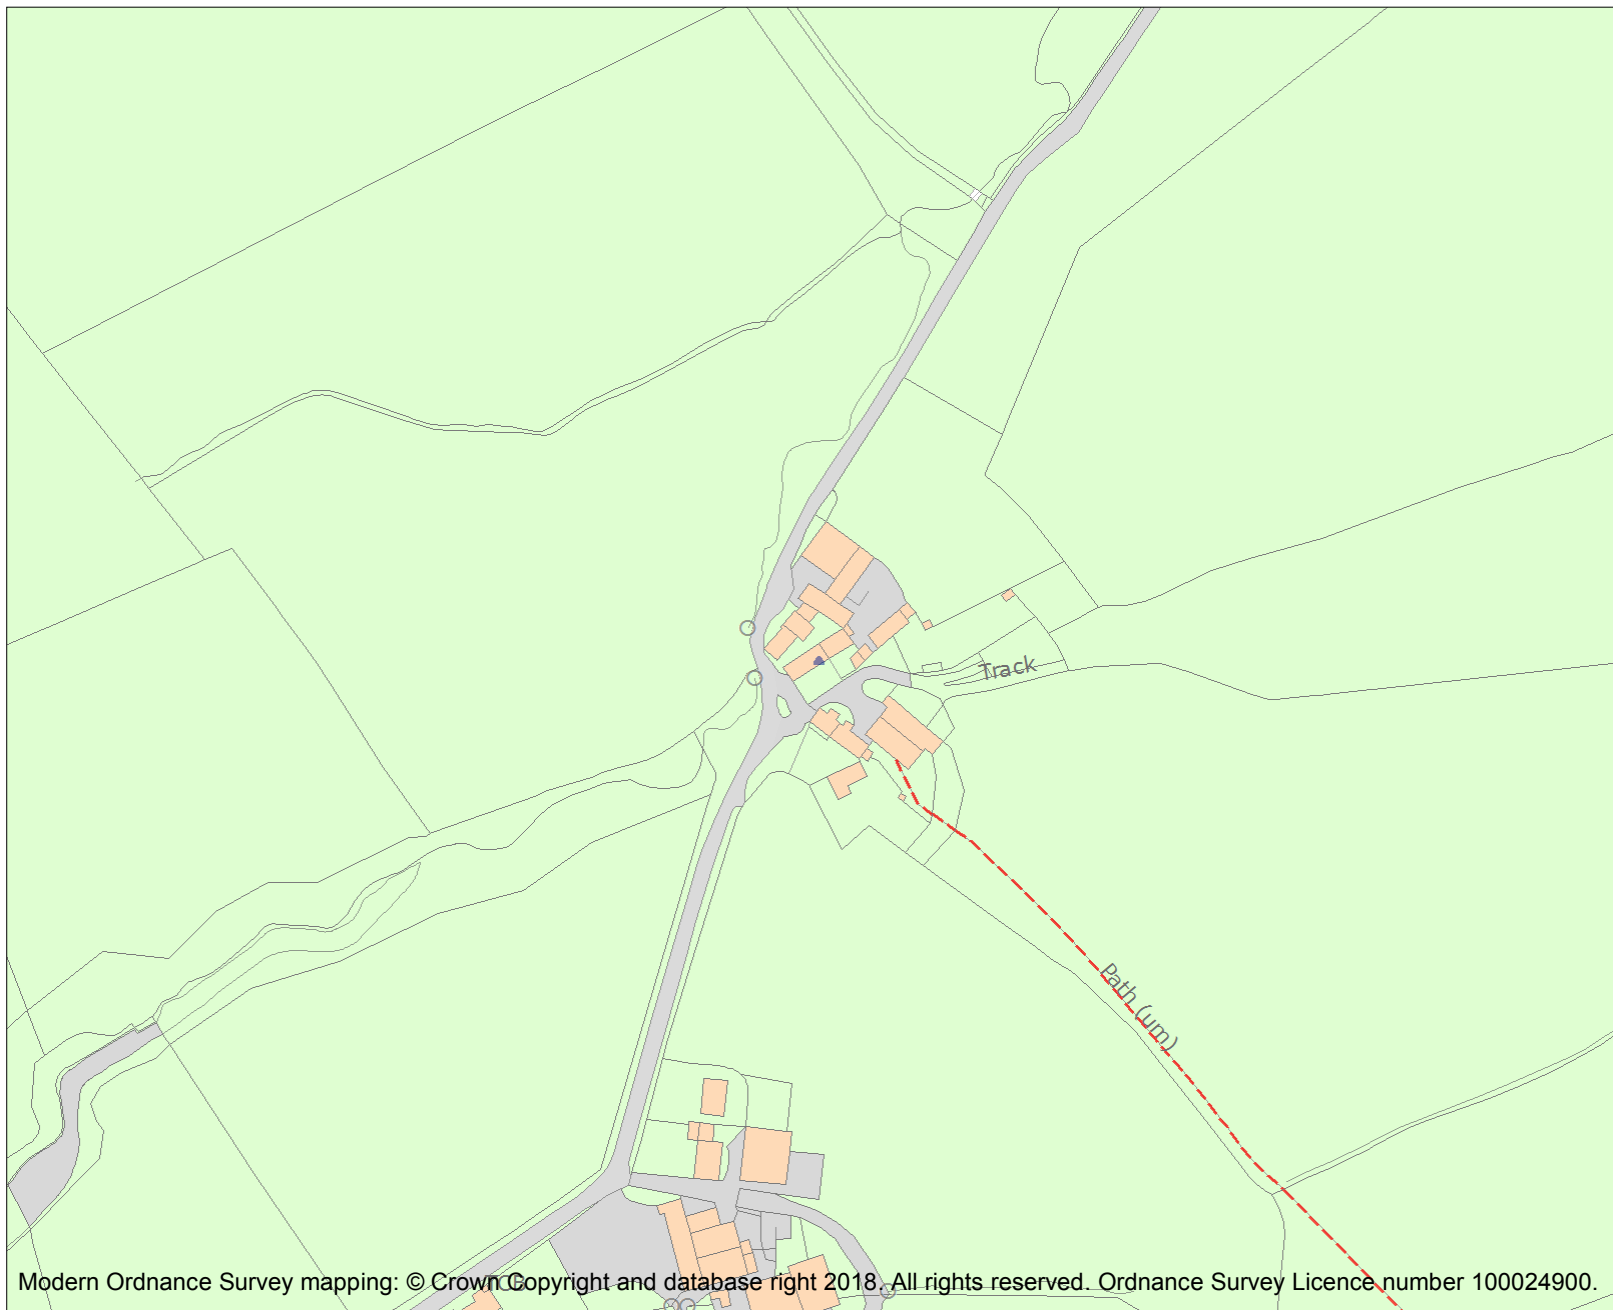 Track
Path (um)
Modern Ordnance Survey mapping: © Crown Copyright and database right 2018. All rights reserved. Ordnance Survey Licence number 100024900.